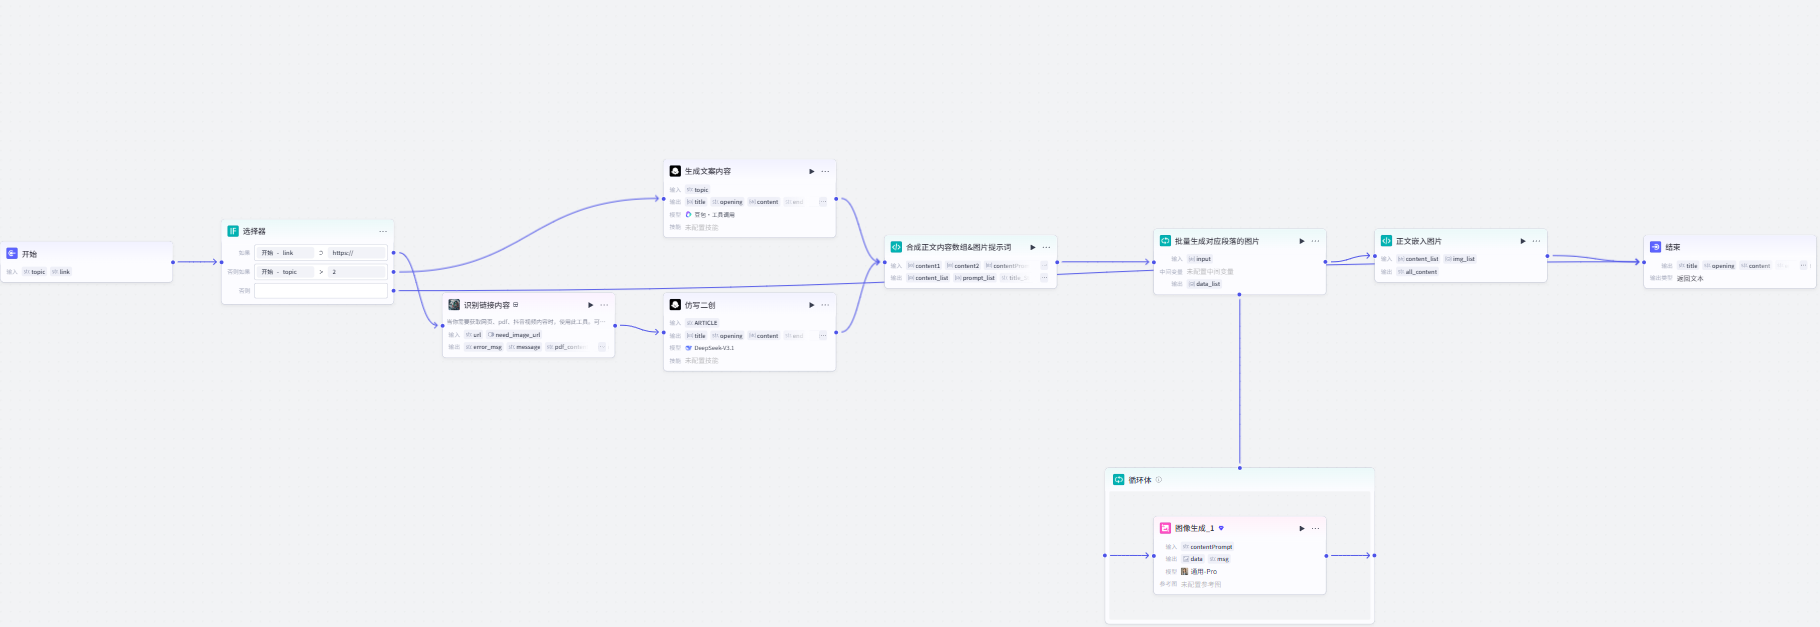 开始
输入 topic link
选择器
如果 开始 - link ⊃ https://
否则如果 开始 - topic > 2
否则
识别链接内容
当你需要获取网页、pdf、抖音视频内容时，使用此工具。可...
输入 url need_image_url
输出 error_msg message pdf_conten
生成文案内容
输入 topic
输出 title opening content
模型 豆包·工具调用
技能 未配置技能
仿写二创
输入 ARTICLE
输出 title opening content
模型 DeepSeek-V3.1
技能 未配置技能
合成正文内容数组&图片提示词
输入 content1 content2 contentPro
输出 content_list prompt_list title_
批量生成对应段落的图片
输入 input
中间变量 未配置中间变量
输出 data_list
正文嵌入图片
输入 content_list img_list
输出 all_content
结束
输出 title opening content
输出类型 返回文本
循环体
图像生成_1
输入 contentPrompt
输出 data msg
模型 通用-Pro
参考图 未配置参考图